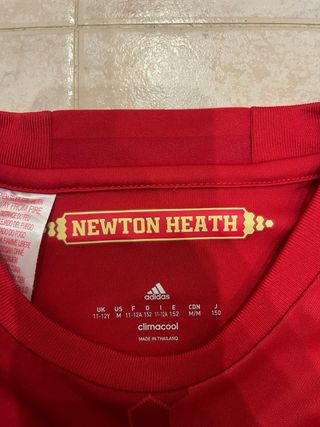 NEWTON HEATH
adidas
UK US F D I E CDN J
11-12Y M 11-12A 152 11-12A 152 M/M 150
climacool
MADE IN THAILAND